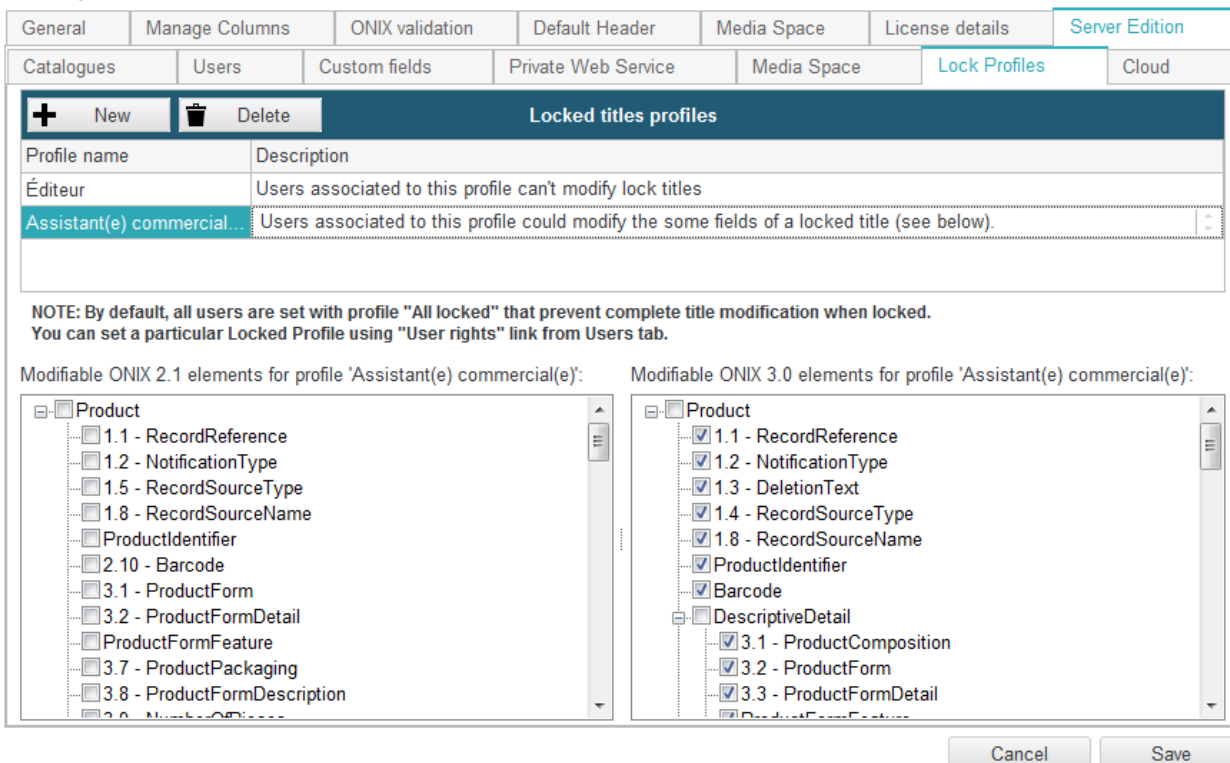 General Manage Columns ONIX validation Default Header Media Space License details Server Edition
Catalogues Users Custom fields Private Web Service Media Space Lock Profiles Cloud
New Delete Locked titles profiles
Profile name Description
Éditeur Users associated to this profile can't modify lock titles
Assistant(e) commercial... Users associated to this profile could modify the some fields of a locked title (see below).
NOTE: By default, all users are set with profile "All locked" that prevent complete title modification when locked.
You can set a particular Locked Profile using "User rights" link from Users tab.
Modifiable ONIX 2.1 elements for profile 'Assistant(e) commercial(e)':
Product
1.1 - RecordReference
1.2 - NotificationType
1.5 - RecordSourceType
1.8 - RecordSourceName
ProductIdentifier
2.10 - Barcode
3.1 - ProductForm
3.2 - ProductFormDetail
ProductFormFeature
3.7 - ProductPackaging
3.8 - ProductFormDescription
Modifiable ONIX 3.0 elements for profile 'Assistant(e) commercial(e)':
Product
1.1 - RecordReference
1.2 - NotificationType
1.3 - DeletionText
1.4 - RecordSourceType
1.8 - RecordSourceName
ProductIdentifier
Barcode
DescriptiveDetail
3.1 - ProductComposition
3.2 - ProductForm
3.3 - ProductFormDetail
Cancel Save